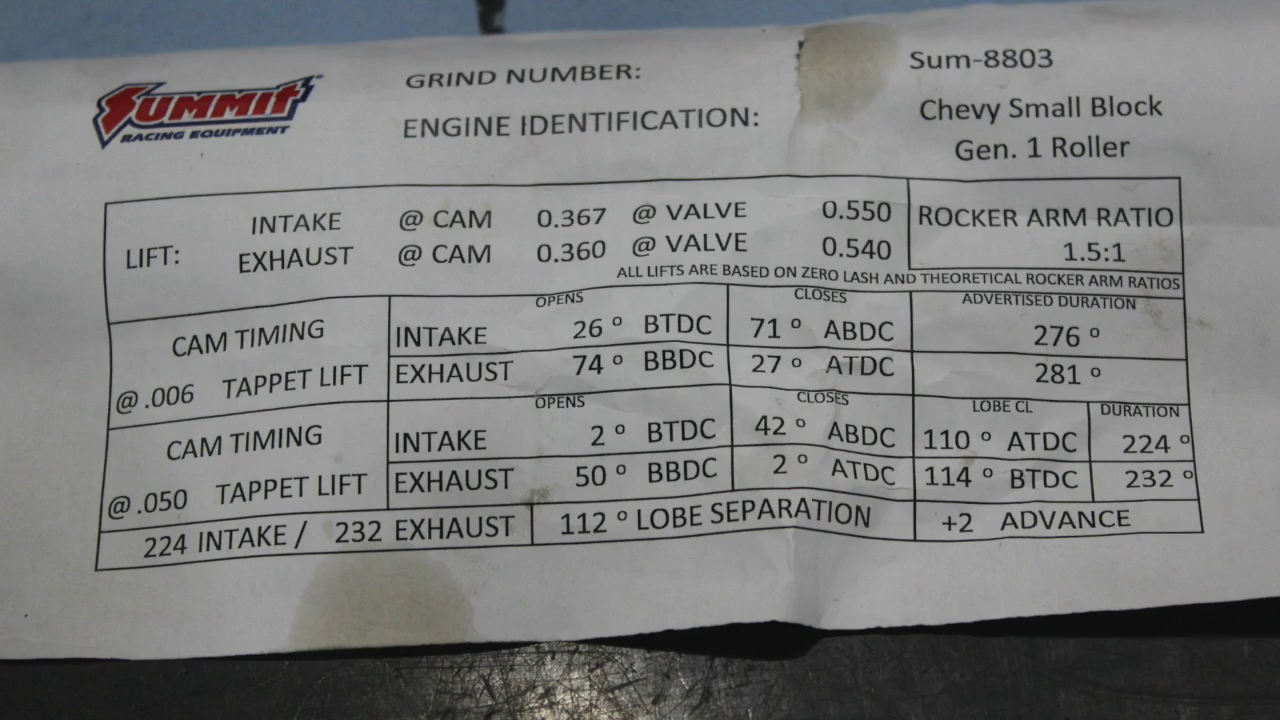 SUMMIT
RACING EQUIPMENT
GRIND NUMBER: Sum-8803
ENGINE IDENTIFICATION: Chevy Small Block
Gen. 1 Roller
LIFT: INTAKE @ CAM 0.367 @ VALVE 0.550
EXHAUST @ CAM 0.360 @ VALVE 0.540
ROCKER ARM RATIO
1.5:1
ALL LIFTS ARE BASED ON ZERO LASH AND THEORETICAL ROCKER ARM RATIOS
OPENS CLOSES ADVERTISED DURATION
CAM TIMING INTAKE 26 º BTDC 71 º ABDC 276 º
@ .006 TAPPET LIFT EXHAUST 74 º BBDC 27 º ATDC 281 º
OPENS CLOSES LOBE CL DURATION
CAM TIMING INTAKE 2 º BTDC 42 º ABDC 110 º ATDC 224 º
@ .050 TAPPET LIFT EXHAUST 50 º BBDC 2 º ATDC 114 º BTDC 232 º
224 INTAKE / 232 EXHAUST 112 º LOBE SEPARATION +2 ADVANCE